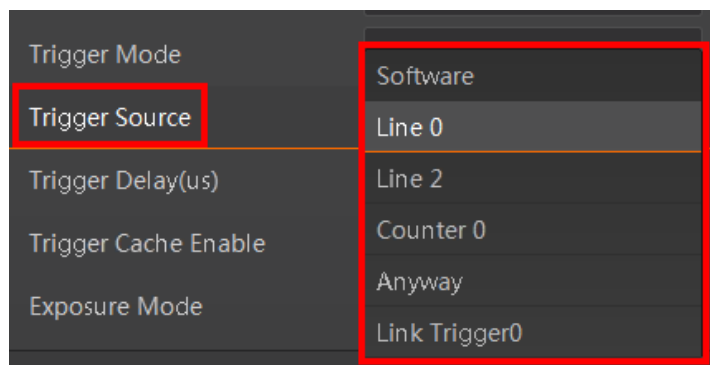 Trigger Mode
Trigger Source
Trigger Delay(us)
Trigger Cache Enable
Exposure Mode
Software
Line 0
Line 2
Counter 0
Anyway
Link Trigger0